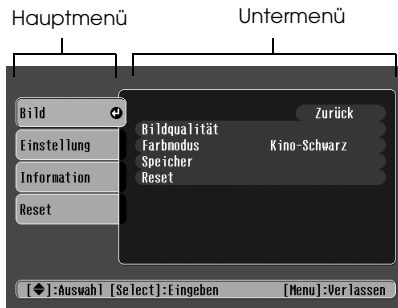 Hauptmenü Untermenü
Bild
Einstellung
Information
Reset
Zurück
Bildqualität
Farbmodus Kino-Schwarz
Speicher
Reset
[◆]:Auswahl [Select]:Eingeben [Menu]:Verlassen